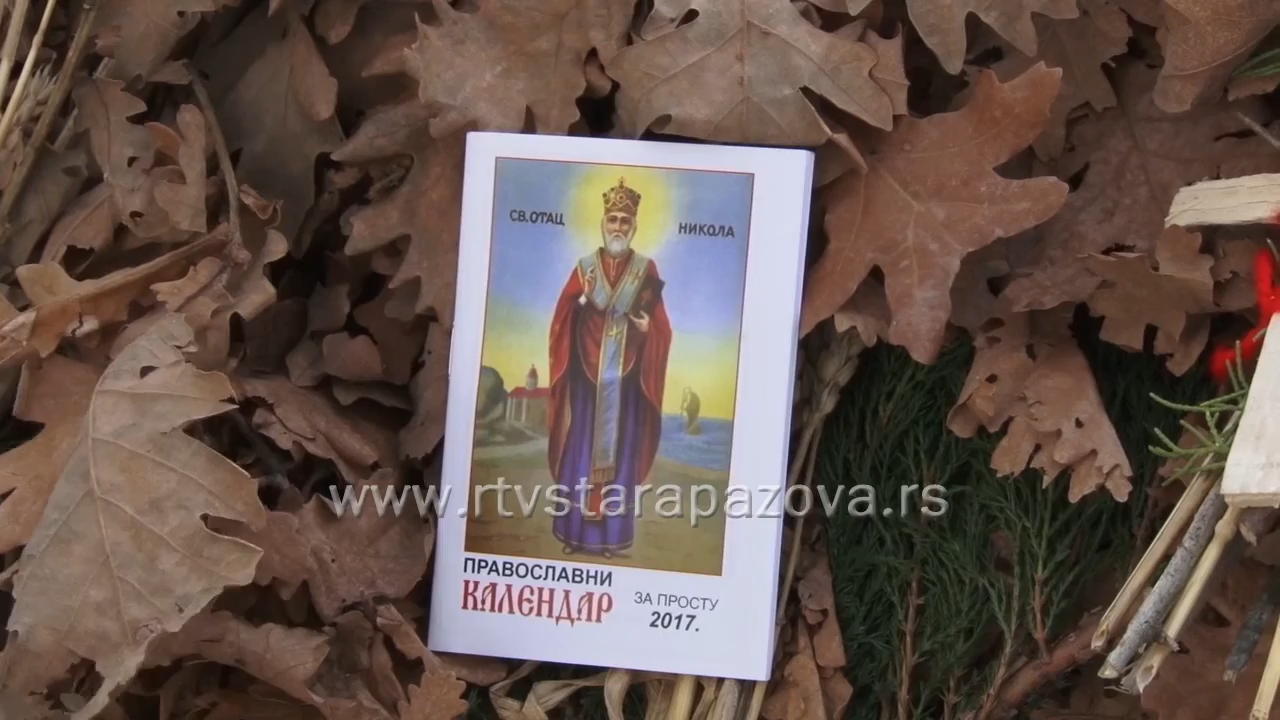 СВ.ОТАЦ НИКОЛА
www.rtvstarapazova.rs
ПРАВОСЛАВНИ
КАЛЕНДАР
ЗА ПРОСТУ
2017.